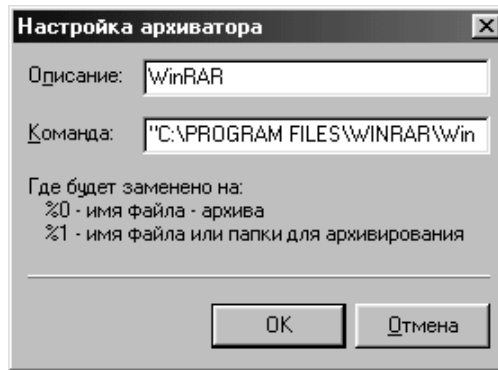 Настройка архиватора
Описание: WinRAR
Команда: "C:\PROGRAM FILES\WINRAR\Win
Где будет заменено на:
%0 - имя файла - архива
%1 - имя файла или папки для архивирования
OK Отмена